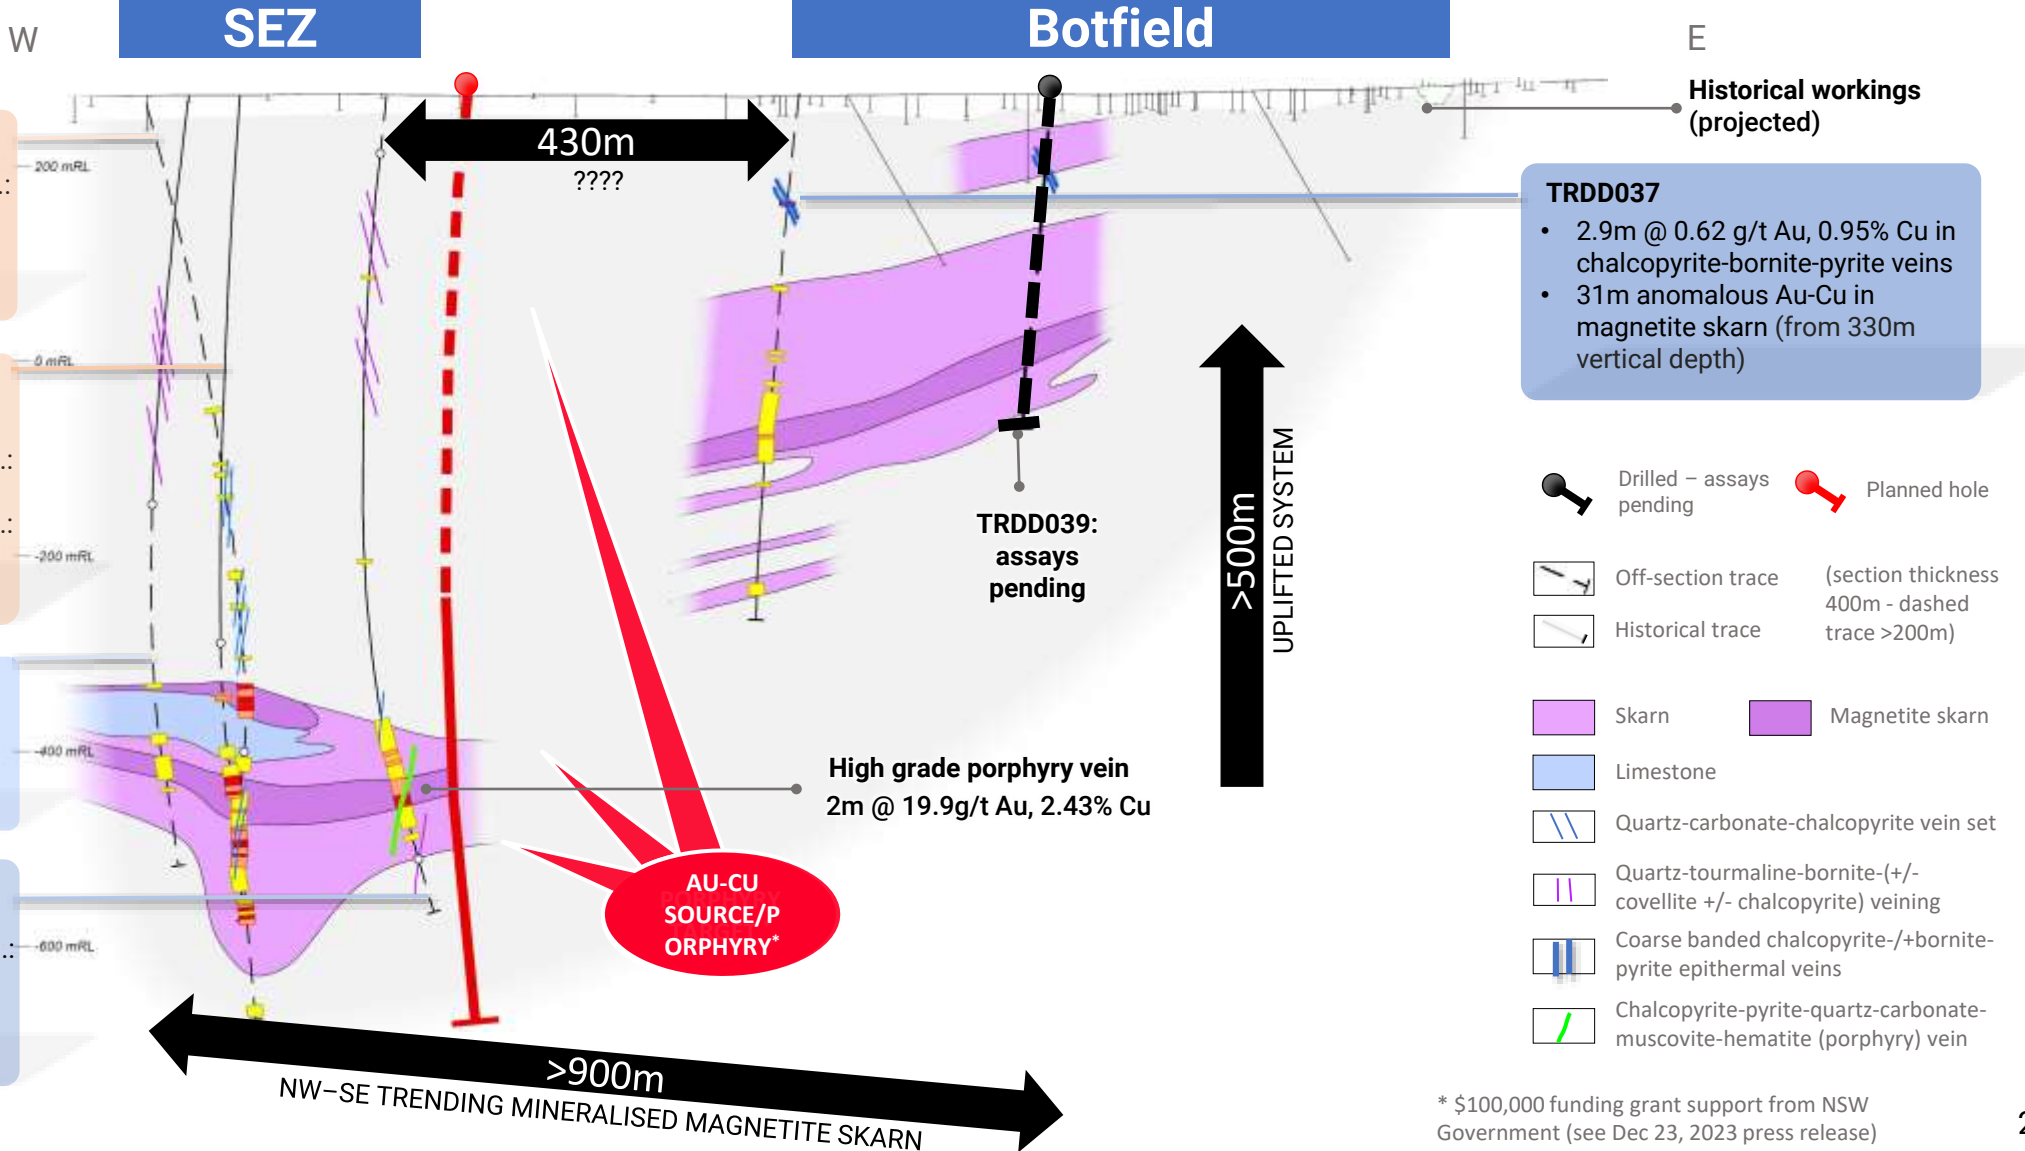 W
SEZ
Botfield
E
Historical workings
(projected)
430m
????
200 mRL
0 mRL
-200 mRL
-400 mRL
-600 mRL
.:
.:
.:
.:
TRDD037
• 2.9m @ 0.62 g/t Au, 0.95% Cu in
chalcopyrite-bornite-pyrite veins
• 31m anomalous Au-Cu in
magnetite skarn (from 330m
vertical depth)
TRDD039:
assays
pending
>500m
UPLIFTED SYSTEM
High grade porphyry vein
2m @ 19.9g/t Au, 2.43% Cu
AU-CU
SOURCE/P
ORPHYRY*
>900m
NW–SE TRENDING MINERALISED MAGNETITE SKARN
Drilled – assays
pending
Planned hole
Off-section trace
Historical trace
(section thickness
400m - dashed
trace >200m)
Skarn
Magnetite skarn
Limestone
Quartz-carbonate-chalcopyrite vein set
Quartz-tourmaline-bornite-(+/-
covellite +/- chalcopyrite) veining
Coarse banded chalcopyrite-/+bornite-
pyrite epithermal veins
Chalcopyrite-pyrite-quartz-carbonate-
muscovite-hematite (porphyry) vein
* $100,000 funding grant support from NSW
Government (see Dec 23, 2023 press release)